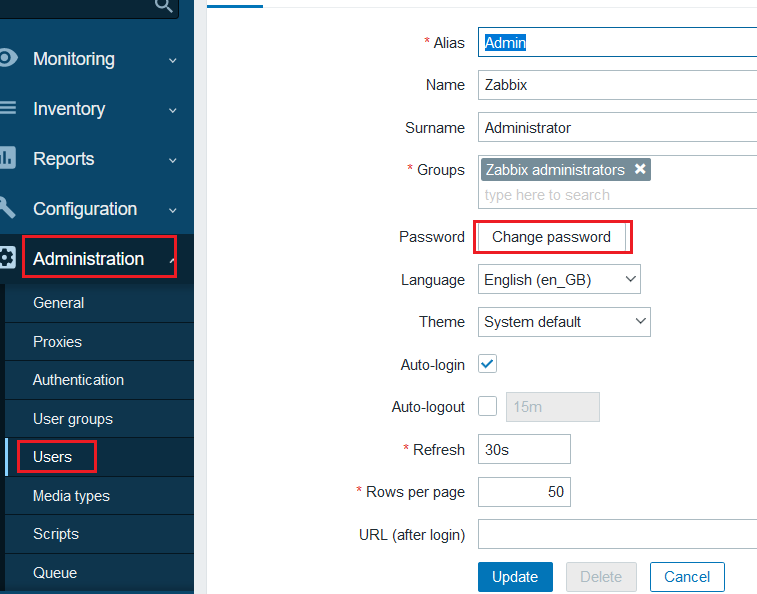 Monitoring
Inventory
Reports
Configuration
Administration
General
Proxies
Authentication
User groups
Users
Media types
Scripts
Queue
* Alias Admin
Name Zabbix
Surname Administrator
* Groups Zabbix administrators
type here to search
Password Change password
Language English (en_GB)
Theme System default
Auto-login
Auto-logout 15m
* Refresh 30s
* Rows per page 50
URL (after login)
Update Delete Cancel